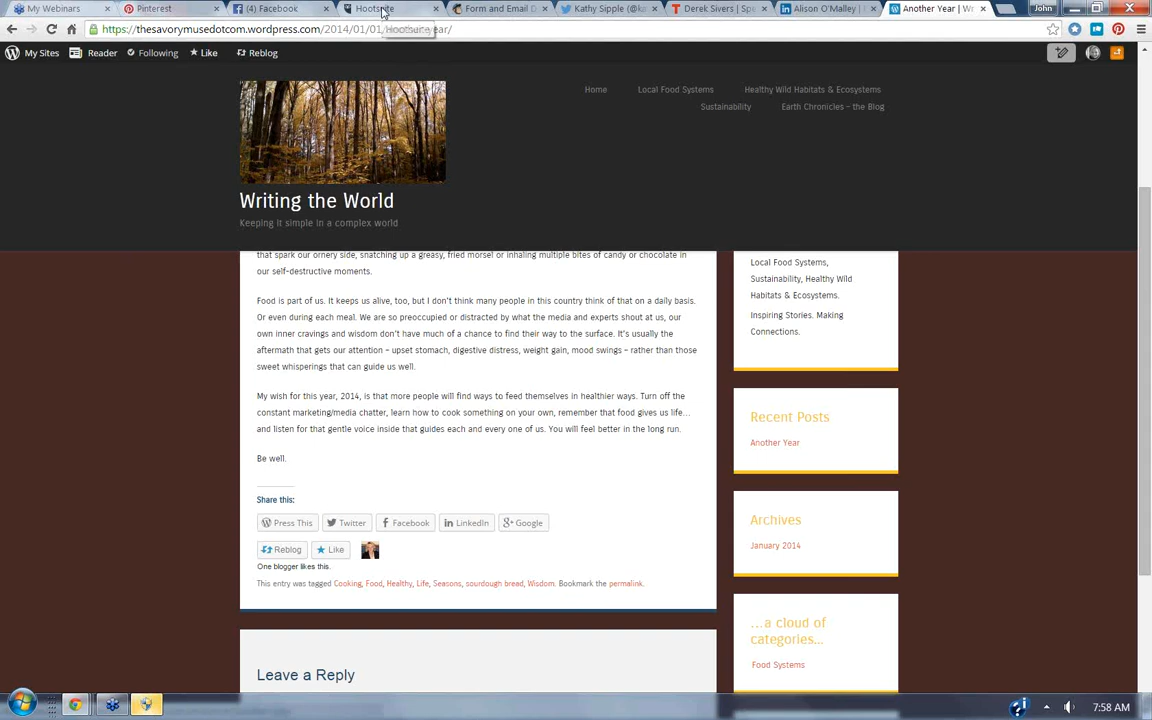 My Webinars
Pinterest
(4) Facebook
Hootsuite
Form and Email D
Kathy Sipple (@k
Derek Sivers | Sp
Alison O'Malley |
Another Year | W
John
https://thesavorymusedotcom.wordpress.com/2014/01/01/another-year/
My Sites
Reader
Following
Like
Reblog
Home
Local Food Systems
Healthy Wild Habitats & Ecosystems
Sustainability
Earth Chronicles – the Blog
Writing the World
Keeping it simple in a complex world
that spark our ornery side, snatching up a greasy, fried morsel or inhaling multiple bites of candy or chocolate in
our self-destructive moments.
Food is part of us. It keeps us alive, too, but I don't think many people in this country think of that on a daily basis.
Or even during each meal. We are so preoccupied or distracted by what the media and experts shout at us, our
own inner cravings and wisdom don't have much of a chance to find their way to the surface. It's usually the
aftermath that gets our attention – upset stomach, digestive distress, weight gain, mood swings – rather than those
sweet whisperings that can guide us well.
My wish for this year, 2014, is that more people will find ways to feed themselves in healthier ways. Turn off the
constant marketing/media chatter, learn how to cook something on your own, remember that food gives us life…
and listen for that gentle voice inside that guides each and every one of us. You will feel better in the long run.
Be well.
Share this:
Press This
Twitter
Facebook
LinkedIn
Google
Reblog
Like
One blogger likes this.
This entry was tagged Cooking, Food, Healthy, Life, Seasons, sourdough bread, Wisdom. Bookmark the permalink.
Leave a Reply
Local Food Systems,
Sustainability, Healthy Wild
Habitats & Ecosystems.
Inspiring Stories. Making
Connections.
Recent Posts
Another Year
Archives
January 2014
…a cloud of
categories…
Food Systems
7:58 AM